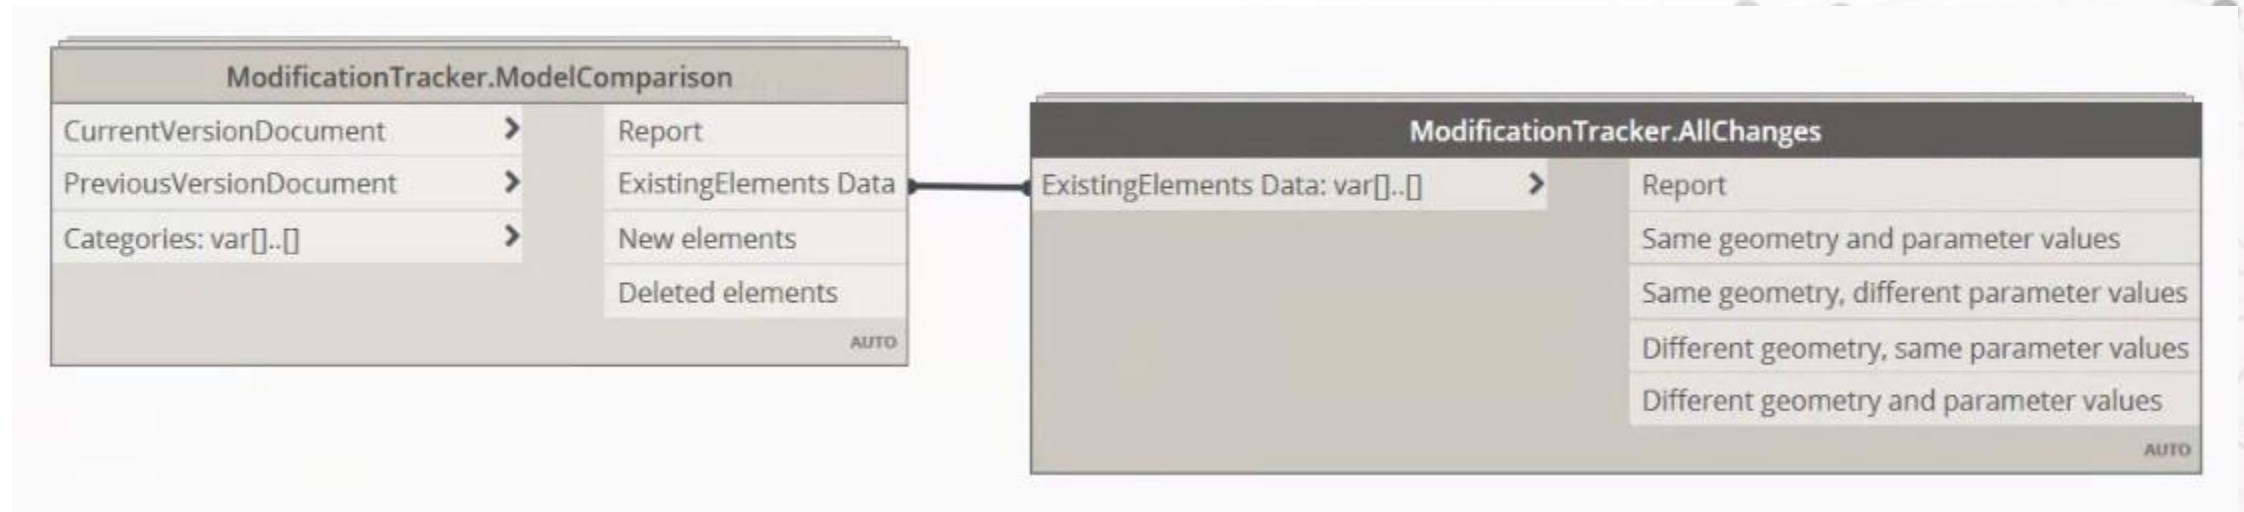 ModificationTracker.ModelComparison
CurrentVersionDocument
PreviousVersionDocument
Categories: var[]..[]
Report
ExistingElements Data
New elements
Deleted elements
AUTO
ModificationTracker.AllChanges
ExistingElements Data: var[]..[]
Report
Same geometry and parameter values
Same geometry, different parameter values
Different geometry, same parameter values
Different geometry and parameter values
AUTO